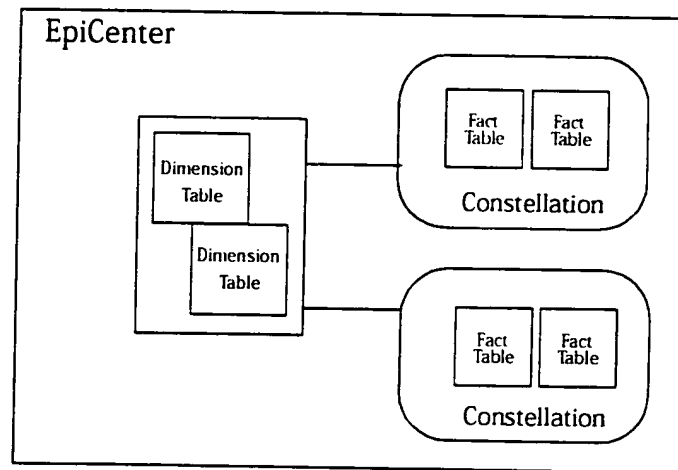 EpiCenter
Dimension
Table
Dimension
Table
Fact
Table
Fact
Table
Constellation
Fact
Table
Fact
Table
Constellation